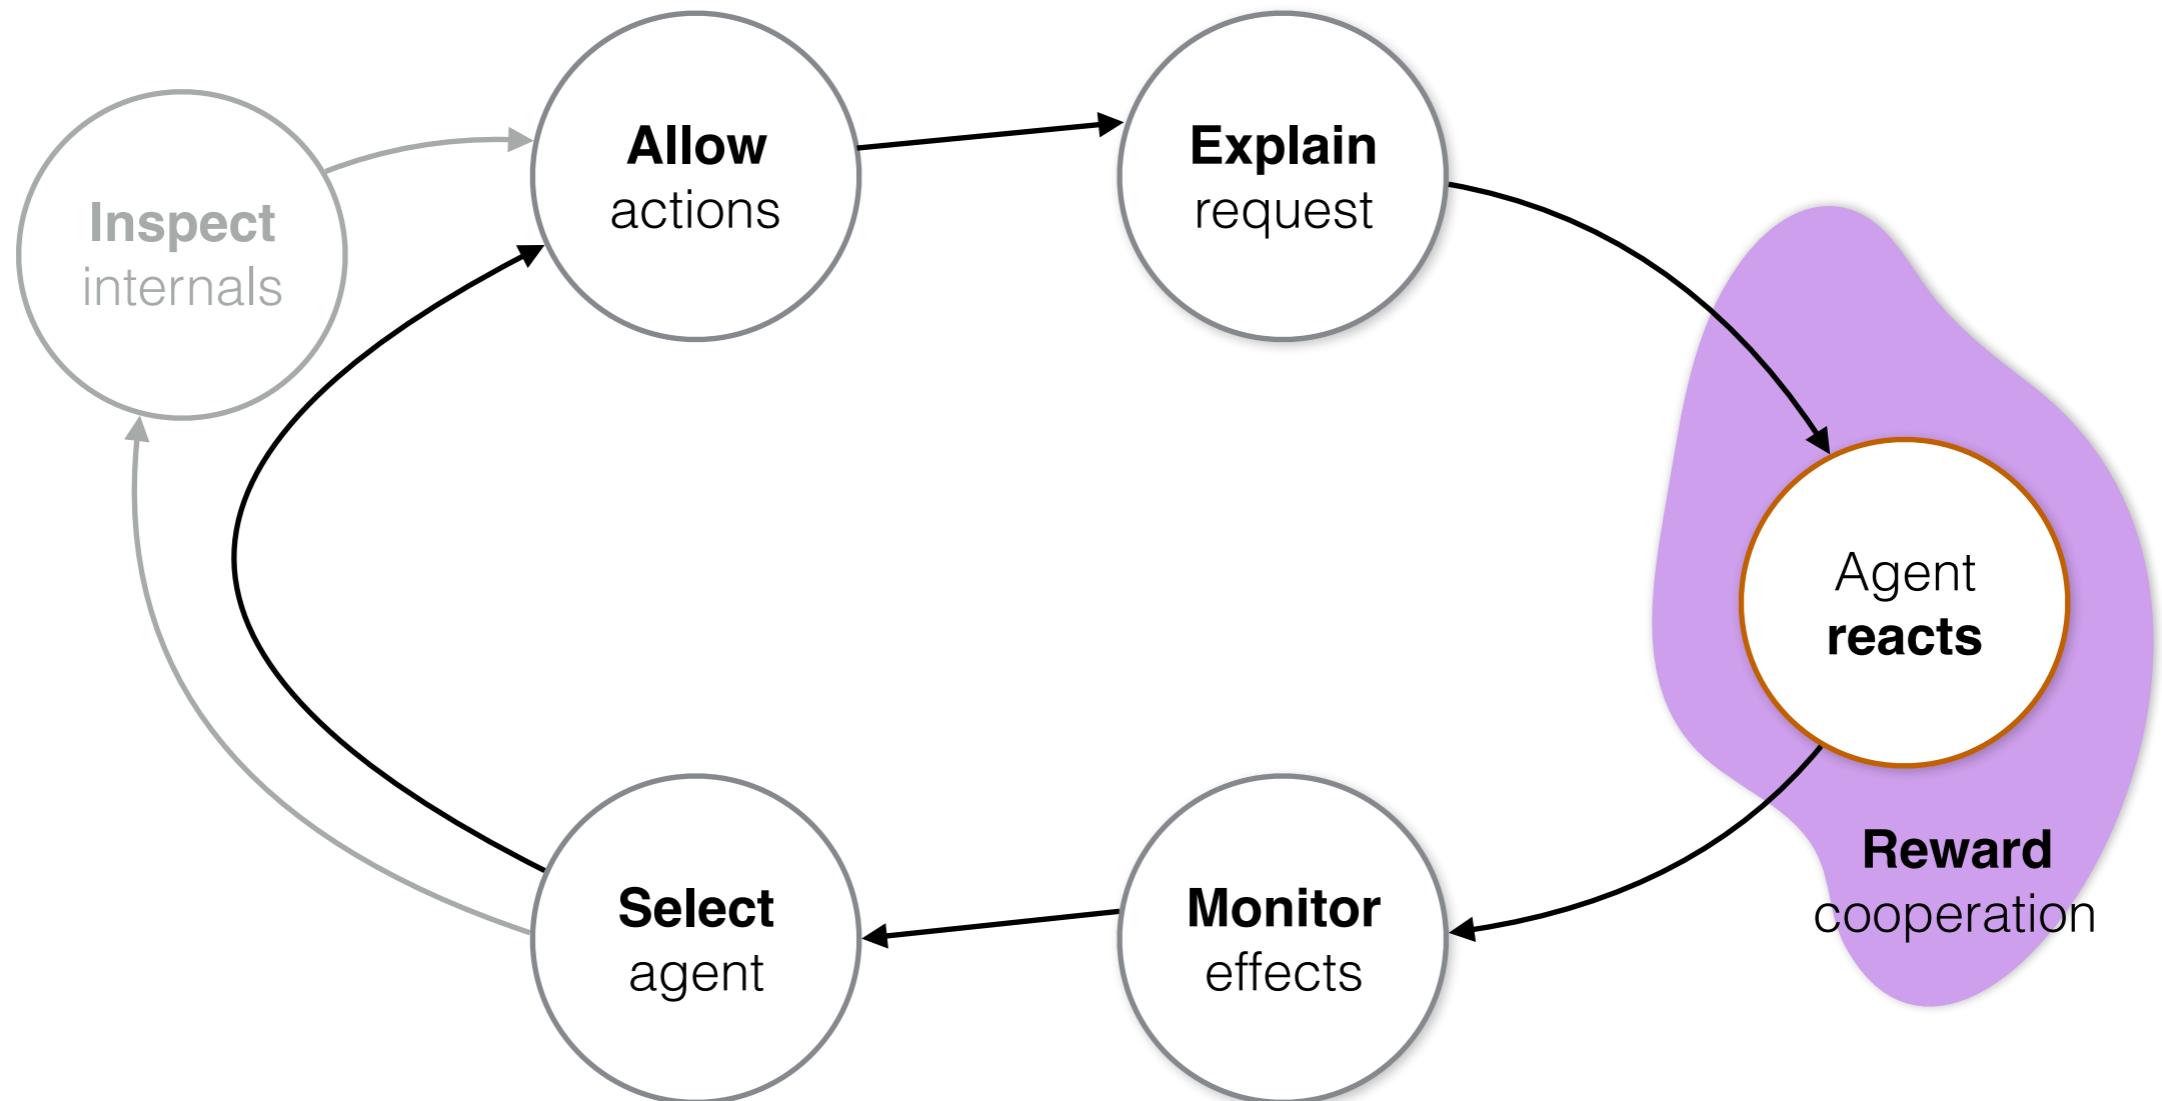 Allow
actions
Explain
request
Inspect
internals
Agent
reacts
Reward
cooperation
Select
agent
Monitor
effects